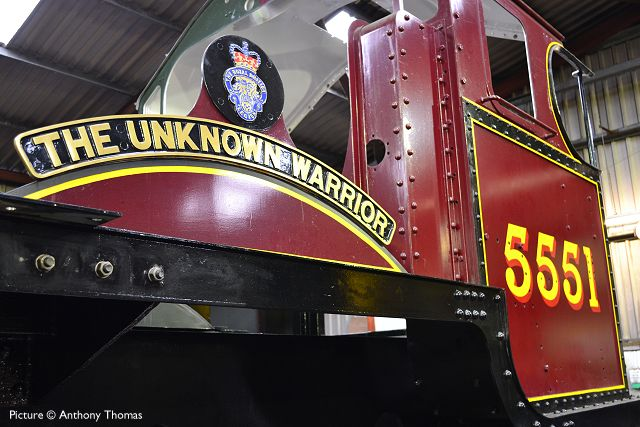 THE UNKNOWN WARRIOR
5551
Picture © Anthony Thomas